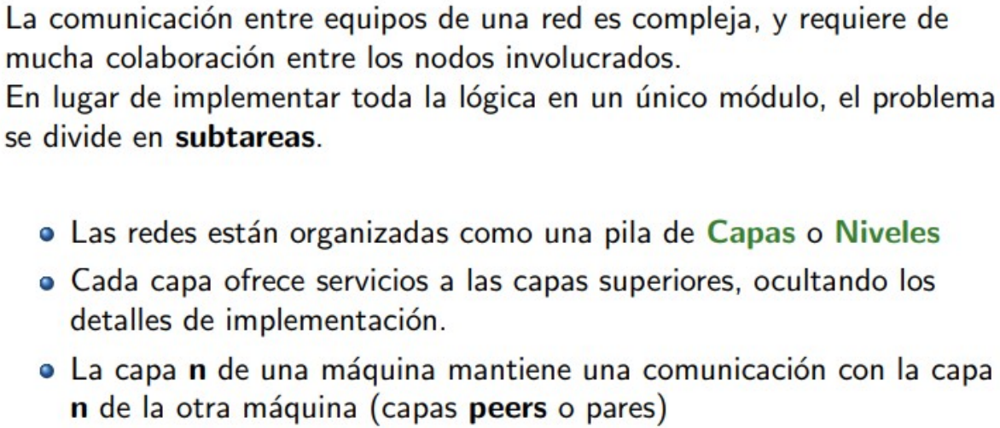 La comunicación entre equipos de una red es compleja, y requiere de
mucha colaboración entre los nodos involucrados.
En lugar de implementar toda la lógica en un único módulo, el problema
se divide en subtareas.
Las redes están organizadas como una pila de Capas o Niveles
Cada capa ofrece servicios a las capas superiores, ocultando los
detalles de implementación.
La capa n de una máquina mantiene una comunicación con la capa
n de la otra máquina (capas peers o pares)